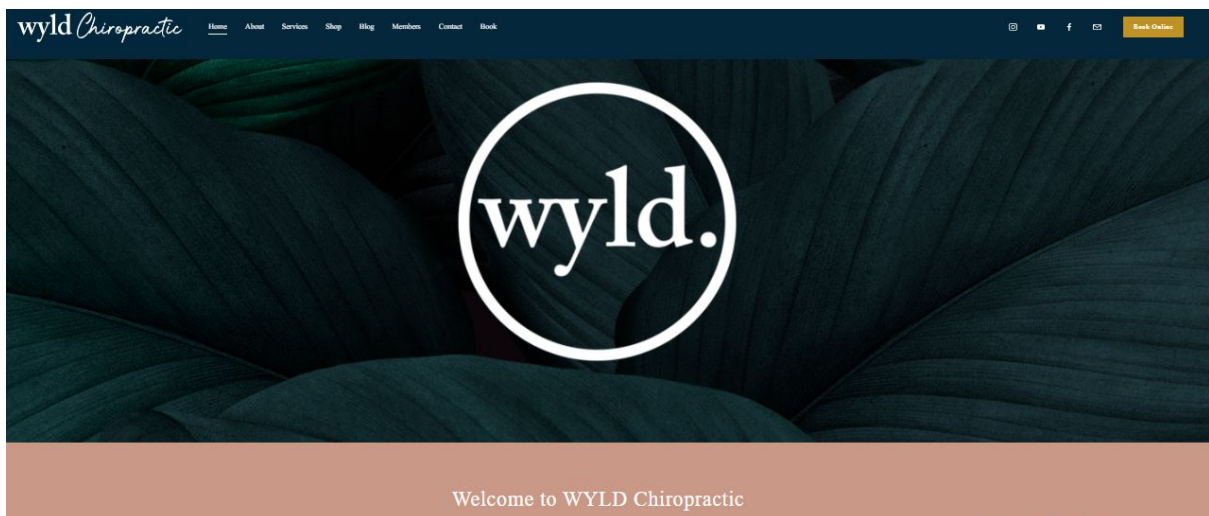 wyld Chiropractic Home About Services Shop Blog Members Contact Book Book Online
wyld.
Welcome to WYLD Chiropractic